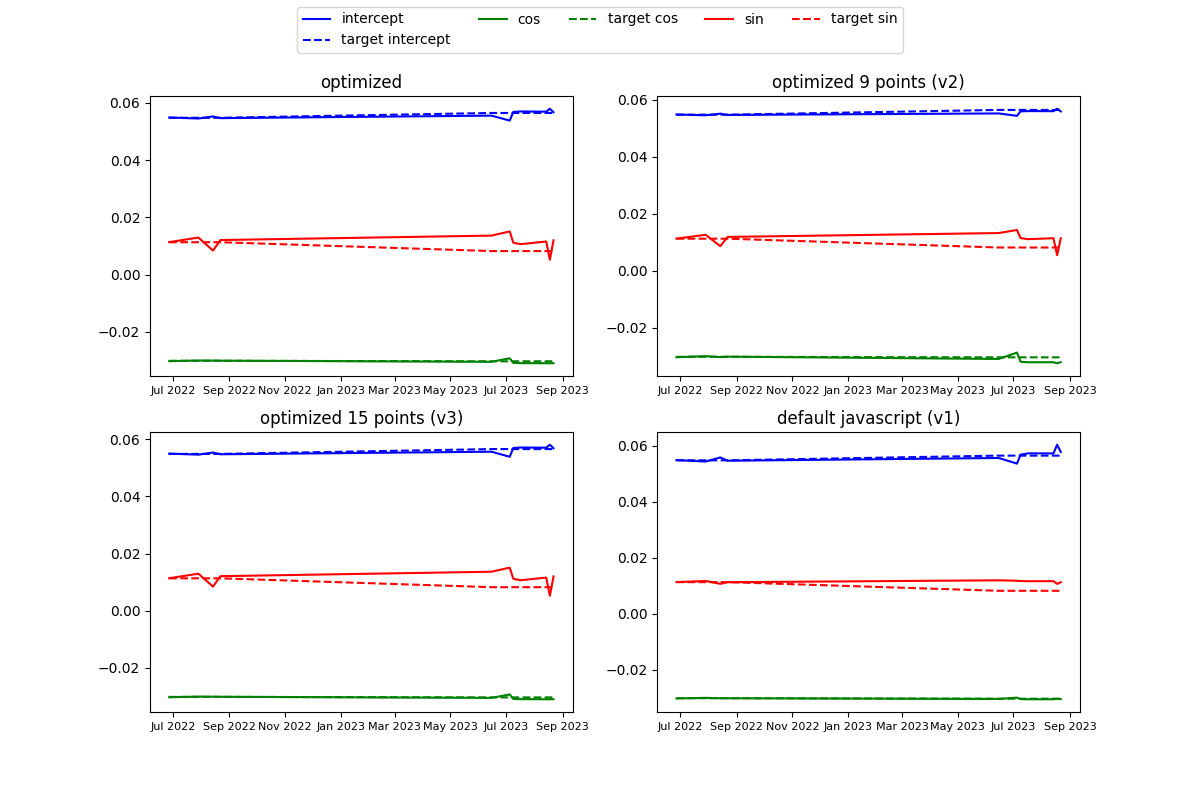 intercept cos target cos sin target sin
target intercept
optimized optimized 9 points (v2)
0.06
0.04
0.02
0.00
−0.02
Jul 2022 Sep 2022 Nov 2022 Jan 2023 Mar 2023 May 2023 Jul 2023 Sep 2023
0.06
0.04
0.02
0.00
−0.02
Jul 2022 Sep 2022 Nov 2022 Jan 2023 Mar 2023 May 2023 Jul 2023 Sep 2023
optimized 15 points (v3) default javascript (v1)
0.06
0.04
0.02
0.00
−0.02
Jul 2022 Sep 2022 Nov 2022 Jan 2023 Mar 2023 May 2023 Jul 2023 Sep 2023
0.06
0.04
0.02
0.00
−0.02
Jul 2022 Sep 2022 Nov 2022 Jan 2023 Mar 2023 May 2023 Jul 2023 Sep 2023